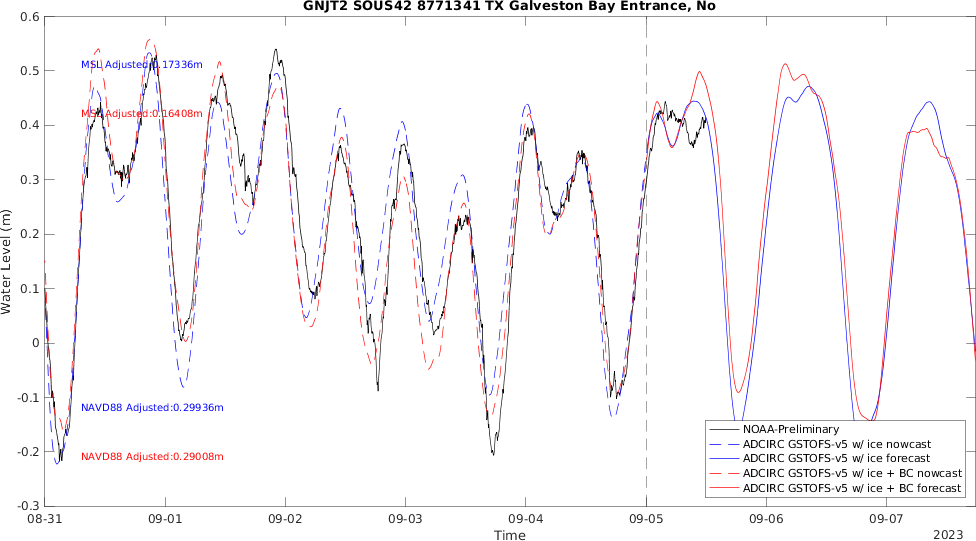 GNJT2 SOUS42 8771341 TX Galveston Bay Entrance, No
Water Level (m)
0.6
0.5
0.4
0.3
0.2
0.1
0
-0.1
-0.2
-0.3
MSL Adjusted:0.17336m
MSL Adjusted:0.16408m
NAVD88 Adjusted:0.29936m
NAVD88 Adjusted:0.29008m
NOAA-Preliminary
ADCIRC GSTOFS-v5 w/ ice nowcast
ADCIRC GSTOFS-v5 w/ ice forecast
ADCIRC GSTOFS-v5 w/ ice + BC nowcast
ADCIRC GSTOFS-v5 w/ ice + BC forecast
08-31 09-01 09-02 09-03 09-04 09-05 09-06 09-07
Time
2023